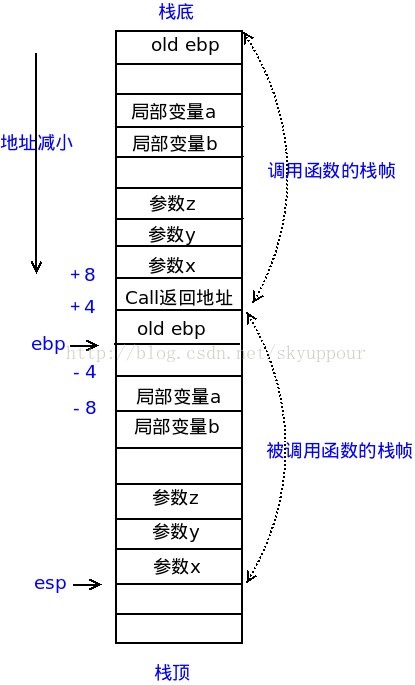 栈底
old ebp
局部变量a
地址减小
局部变量b
调用函数的栈帧
参数z
参数y
参数x
+8
Call返回地址
+4
old ebp
ebp
http://blog.csdn.net/skyuppour
-4
局部变量a
-8
局部变量b
被调用函数的栈帧
参数z
参数y
参数x
esp
栈顶